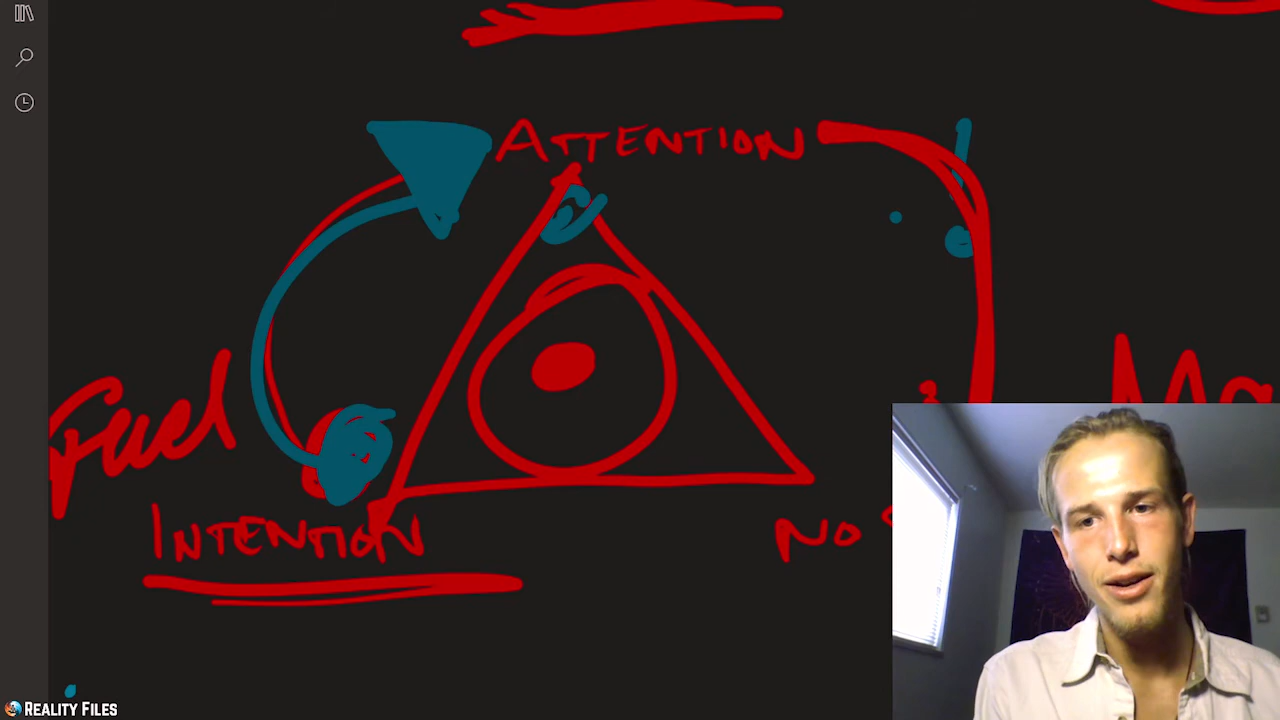 ATTENTION
Fuel
INTENTION
NO
REALITY FILES